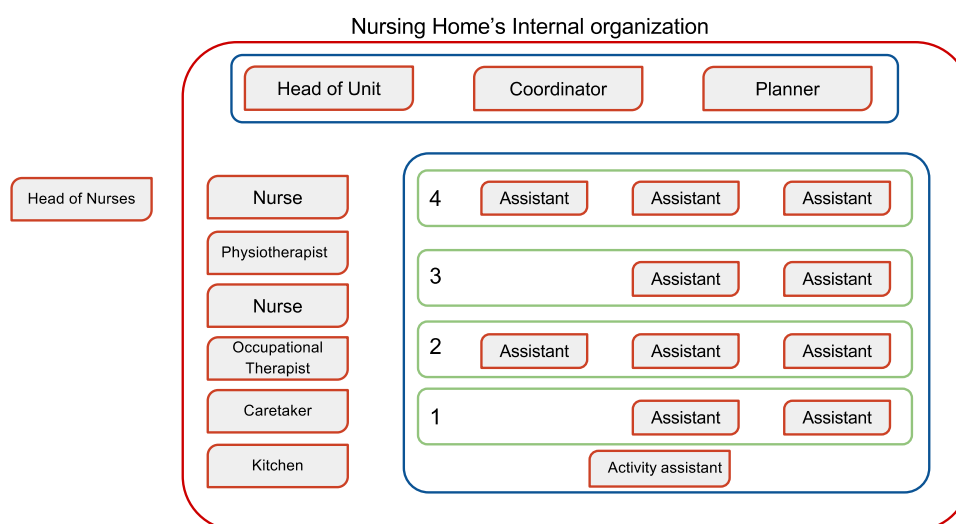 Nursing Home’s Internal organization
Head of Unit
Coordinator
Planner
Head of Nurses
Nurse
Physiotherapist
Nurse
Occupational
Therapist
Caretaker
Kitchen
4 Assistant Assistant Assistant
3 Assistant Assistant
2 Assistant Assistant Assistant
1 Assistant Assistant
Activity assistant